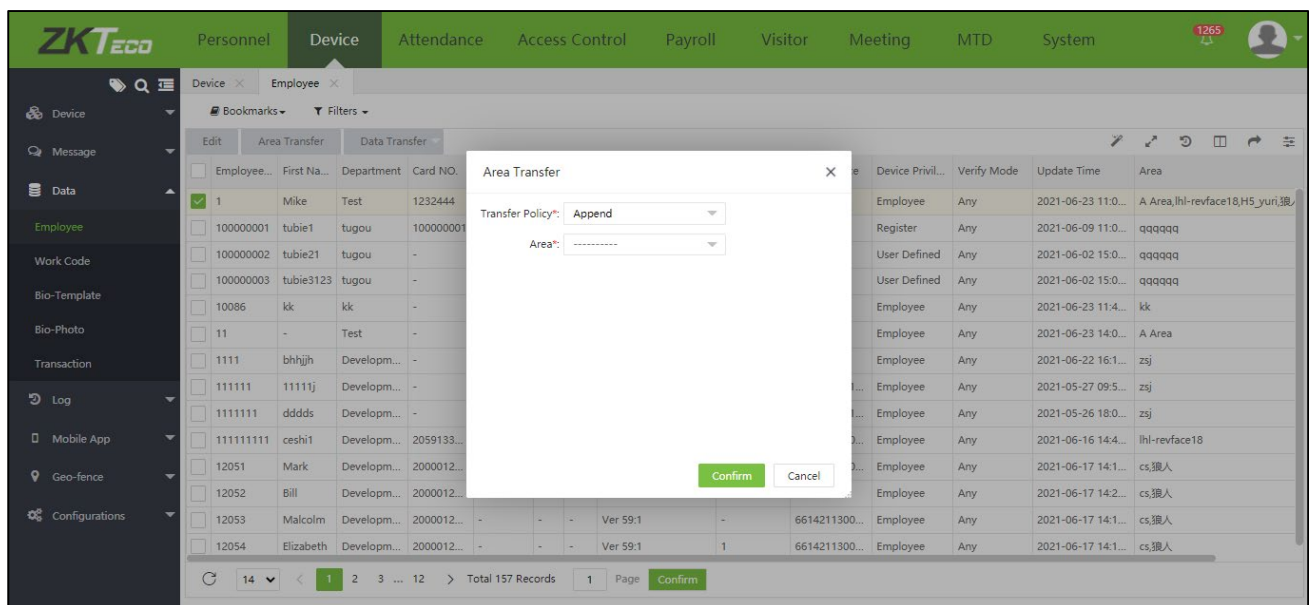 ZKTECO Personnel Device Attendance Access Control Payroll Visitor Meeting MTD System 1265
Device Employee
Bookmarks Filters
Edit Area Transfer Data Transfer
Device
Message
Data
Employee
Work Code
Bio-Template
Bio-Photo
Transaction
Log
Mobile App
Geo-fence
Configurations
Employee... First Na... Department Card NO. Device Privil... Verify Mode Update Time Area
1 Mike Test 1232444 Employee Any 2021-06-23 11:0... A Area,lhl-revface18,H5_yuri,狼
100000001 tubie1 tugou 100000001 Register Any 2021-06-09 11:0... qqqqqq
100000002 tubie21 tugou - User Defined Any 2021-06-02 15:0... qqqqqq
100000003 tubie3123 tugou - User Defined Any 2021-06-02 15:0... qqqqqq
10086 kk kk - Employee Any 2021-06-23 11:4... kk
11 - Test - Employee Any 2021-06-23 14:0... A Area
1111 bhhjjh Developm... - Employee Any 2021-06-22 16:1... zsj
111111 11111j Developm... - Employee Any 2021-05-27 09:5... zsj
1111111 dddds Developm... - Employee Any 2021-05-26 18:0... zsj
111111111 ceshi1 Developm... 2059133... Employee Any 2021-06-16 14:4... lhl-revface18
12051 Mark Developm... 2000012... Employee Any 2021-06-17 14:1... cs,狼人
12052 Bill Developm... 2000012... Employee Any 2021-06-17 14:2... cs,狼人
12053 Malcolm Developm... 2000012... - - - Ver 59:1 - 6614211300... Employee Any 2021-06-17 14:1... cs,狼人
12054 Elizabeth Developm... 2000012... - - - Ver 59:1 1 6614211300... Employee Any 2021-06-17 14:1... cs,狼人
Area Transfer
Transfer Policy*: Append
Area*: ----------
Confirm Cancel
14 < 1 2 3 ... 12 > Total 157 Records 1 Page Confirm